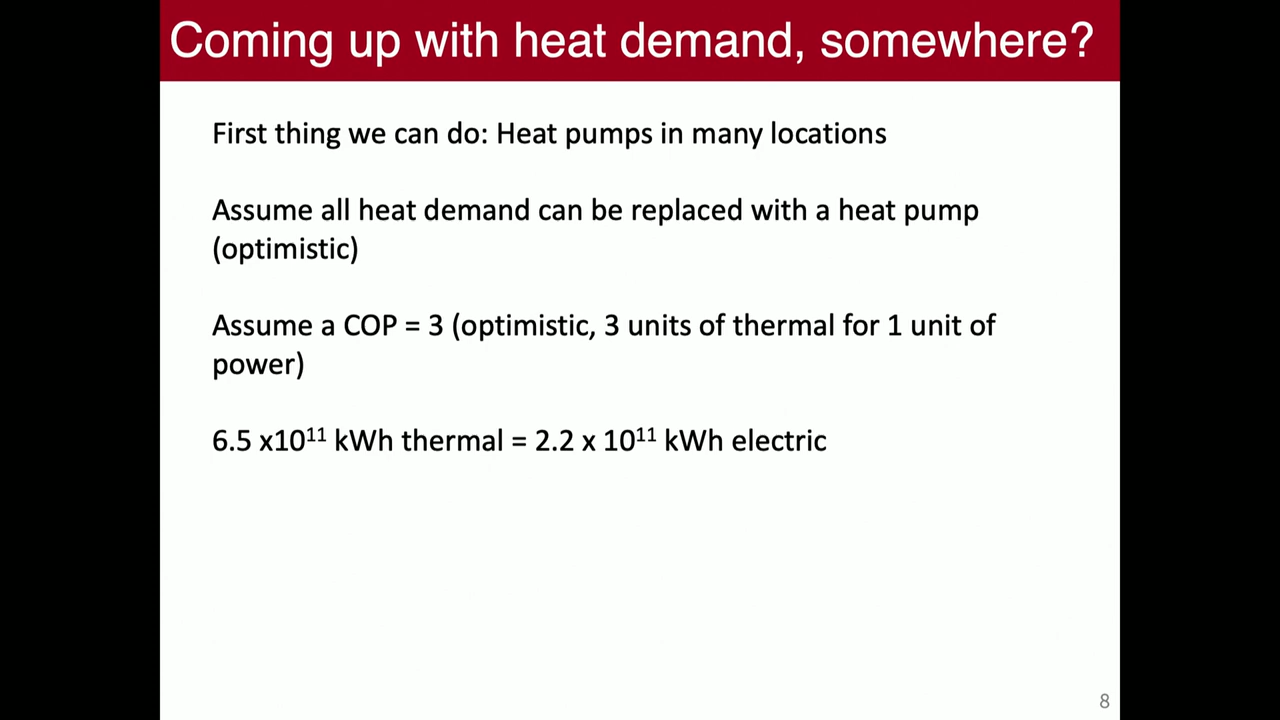 Coming up with heat demand, somewhere?
First thing we can do: Heat pumps in many locations
Assume all heat demand can be replaced with a heat pump
(optimistic)
Assume a COP = 3 (optimistic, 3 units of thermal for 1 unit of
power)
6.5 x10¹¹ kWh thermal = 2.2 x 10¹¹ kWh electric
8